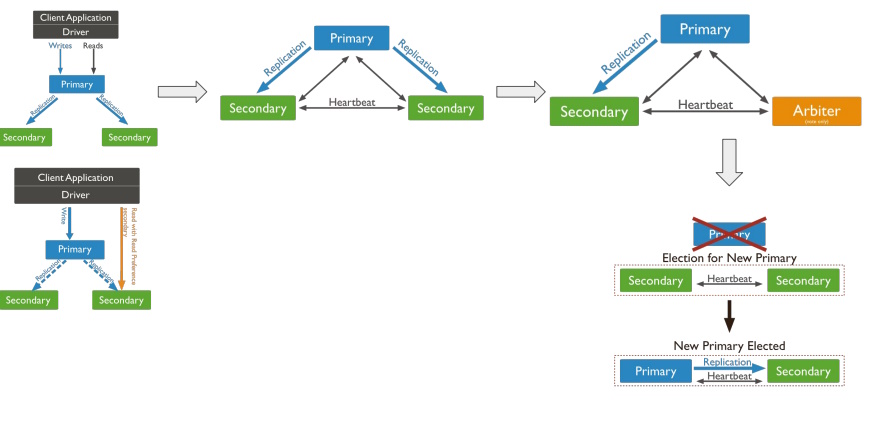 Client Application
Driver
Writes
Reads
Primary
Replication
Replication
Secondary
Secondary
Primary
Replication
Replication
Secondary
Heartbeat
Secondary
Primary
Replication
Secondary
Heartbeat
Arbiter
Client Application
Driver
Write
Read with Read Preference
secondary
Primary
Replication
Replication
Secondary
Secondary
Primary
Election for New Primary
Secondary
Heartbeat
Secondary
New Primary Elected
Primary
Replication
Heartbeat
Secondary